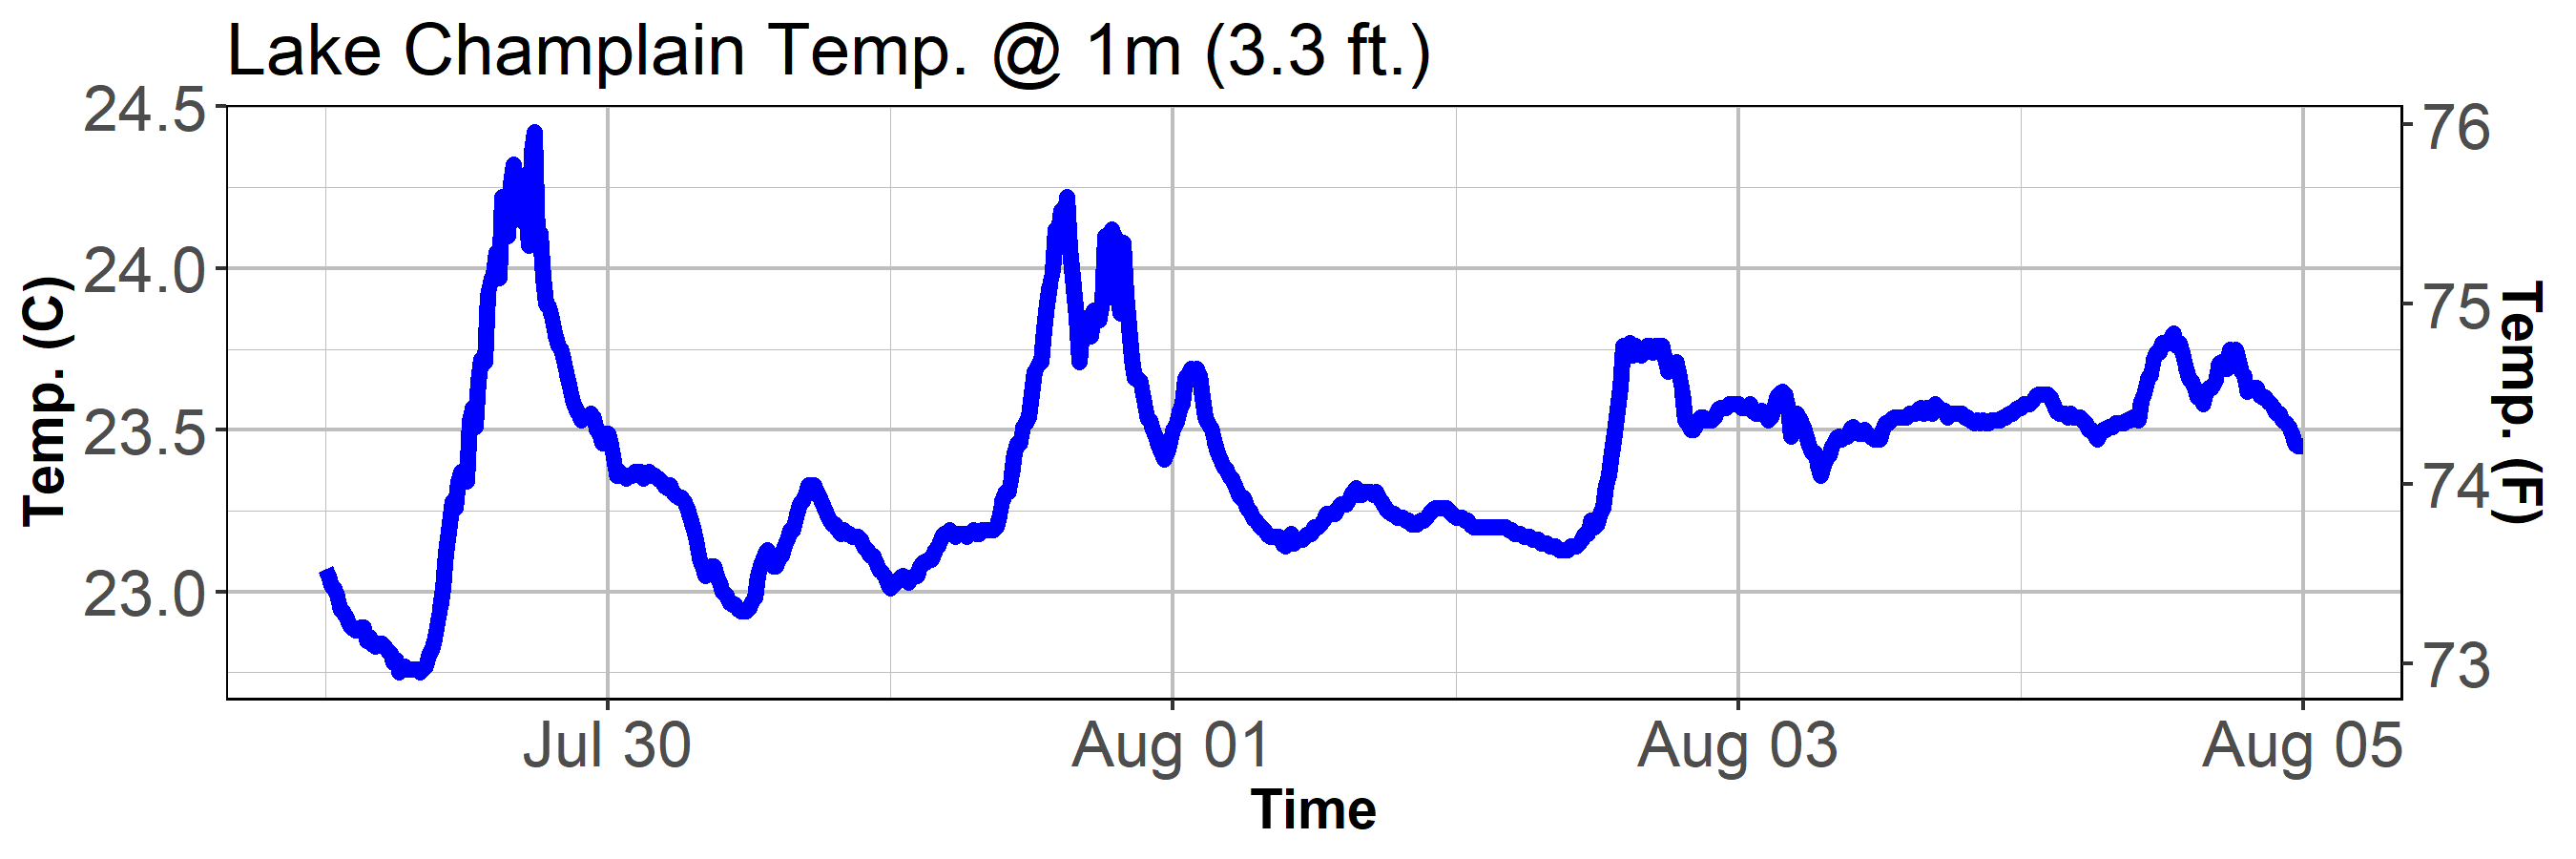 Lake Champlain Temp. @ 1m (3.3 ft.)
24.5
24.0
23.5
23.0
Temp. (C)
76
75
74
73
Temp. (F)
Jul 30
Aug 01
Aug 03
Aug 05
Time